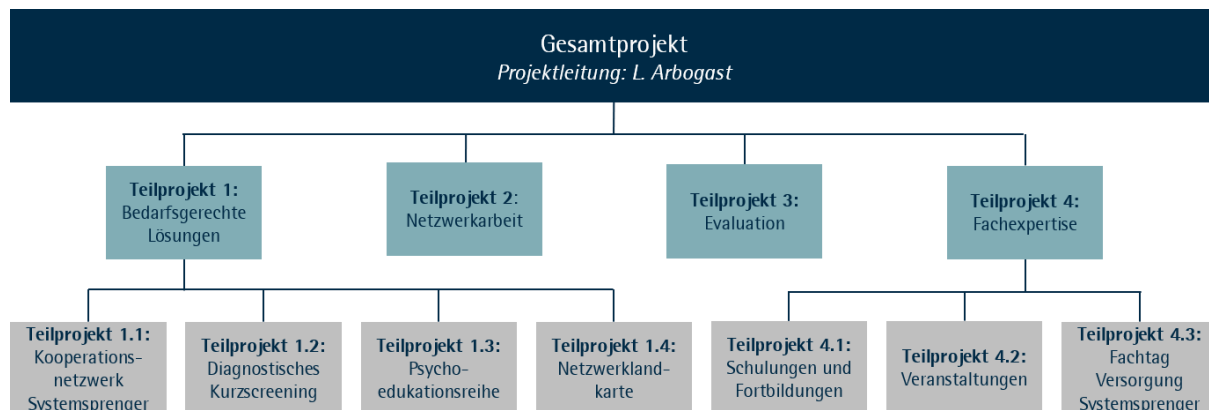 Gesamtprojekt
Projektleitung: L. Arbogast
Teilprojekt 1:
Bedarfsgerechte
Lösungen
Teilprojekt 2:
Netzwerkarbeit
Teilprojekt 3:
Evaluation
Teilprojekt 4:
Fachexpertise
Teilprojekt 1.1:
Kooperations-
netzwerk
Systemsprenger
Teilprojekt 1.2:
Diagnostisches
Kurzscreening
Teilprojekt 1.3:
Psycho-
edukationsreihe
Teilprojekt 1.4:
Netzwerkland-
karte
Teilprojekt 4.1:
Schulungen und
Fortbildungen
Teilprojekt 4.2:
Veranstaltungen
Teilprojekt 4.3:
Fachtag
Versorgung
Systemsprenger